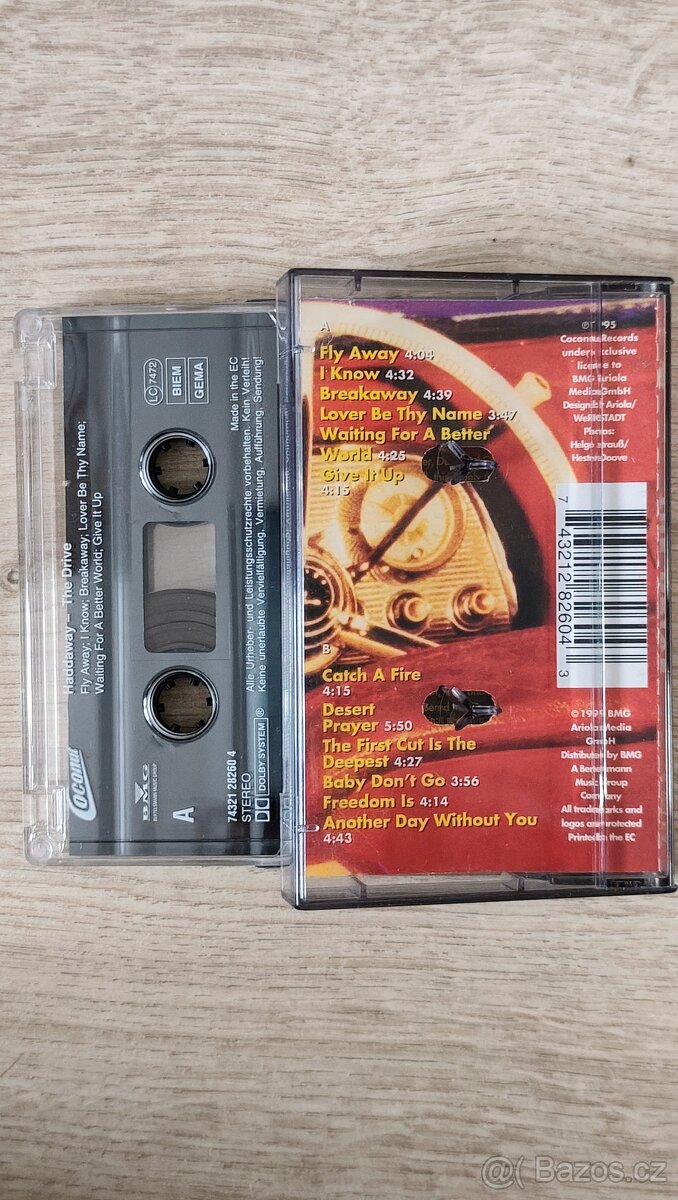 Haddaway – The Drive
Fly Away; I Know; Breakaway; Lover Be Thy Name;
Waiting For A Better World; Give It Up
Coconut
BMG
BERTELSMANN MUSIC GROUP
A
74321 28260 4
STEREO
DOLBY SYSTEM ®
LC 7472
BIEM
GEMA
Made in the EC
Alle Urheber- und Leistungsschutzrechte vorbehalten. Kein Verleih!
Keine unerlaubte Vervielfältigung, Vermietung, Aufführung, Sendung!
A
Fly Away 4:04
I Know 4:32
Breakaway 4:39
Lover Be Thy Name 3:47
Waiting For A Better
World 4:25
Give It Up
4:15
B
Catch A Fire
4:15
Desert
Prayer 5:50
The First Cut Is The
Deepest 4:27
Baby Don't Go 3:56
Freedom Is 4:14
Another Day Without You
4:43
Coconut Records
under exclusive
license to
BMG Ariola
Media GmbH
Design: Ariola/
WeRKSTADT
Photos:
7 43212 82604 3
BMG
Ariola Media
GmbH
Distributed by BMG
A Bertelsmann
Music Group
Company
All trademarks and
logos are protected
Printed in the EC
@( Bazos.cz